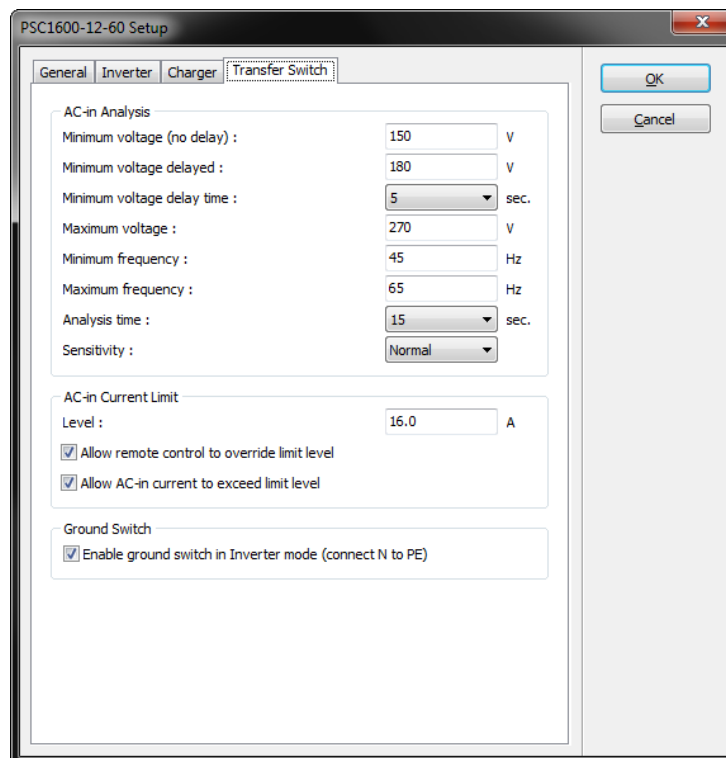 PSC1600-12-60 Setup
General Inverter Charger Transfer Switch
OK
Cancel
AC-in Analysis
Minimum voltage (no delay) : 150 V
Minimum voltage delayed : 180 V
Minimum voltage delay time : 5 sec.
Maximum voltage : 270 V
Minimum frequency : 45 Hz
Maximum frequency : 65 Hz
Analysis time : 15 sec.
Sensitivity : Normal
AC-in Current Limit
Level : 16.0 A
Allow remote control to override limit level
Allow AC-in current to exceed limit level
Ground Switch
Enable ground switch in Inverter mode (connect N to PE)